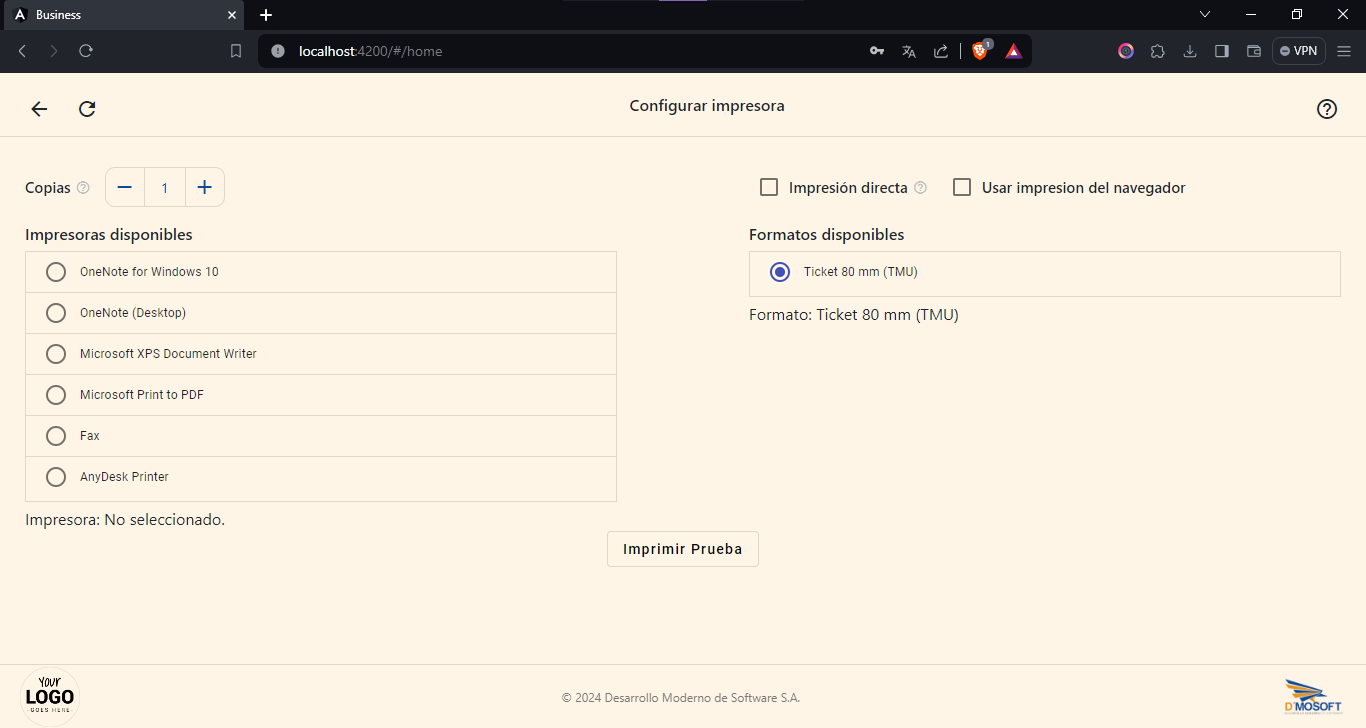 Business
localhost:4200/#/home
1
VPN
Configurar impresora
Copias
1
Impresión directa
Usar impresion del navegador
Impresoras disponibles
OneNote for Windows 10
OneNote (Desktop)
Microsoft XPS Document Writer
Microsoft Print to PDF
Fax
AnyDesk Printer
Impresora: No seleccionado.
Formatos disponibles
Ticket 80 mm (TMU)
Formato: Ticket 80 mm (TMU)
Imprimir Prueba
YOUR
LOGO
GOES HERE
© 2024 Desarrollo Moderno de Software S.A.
D'MOSOFT